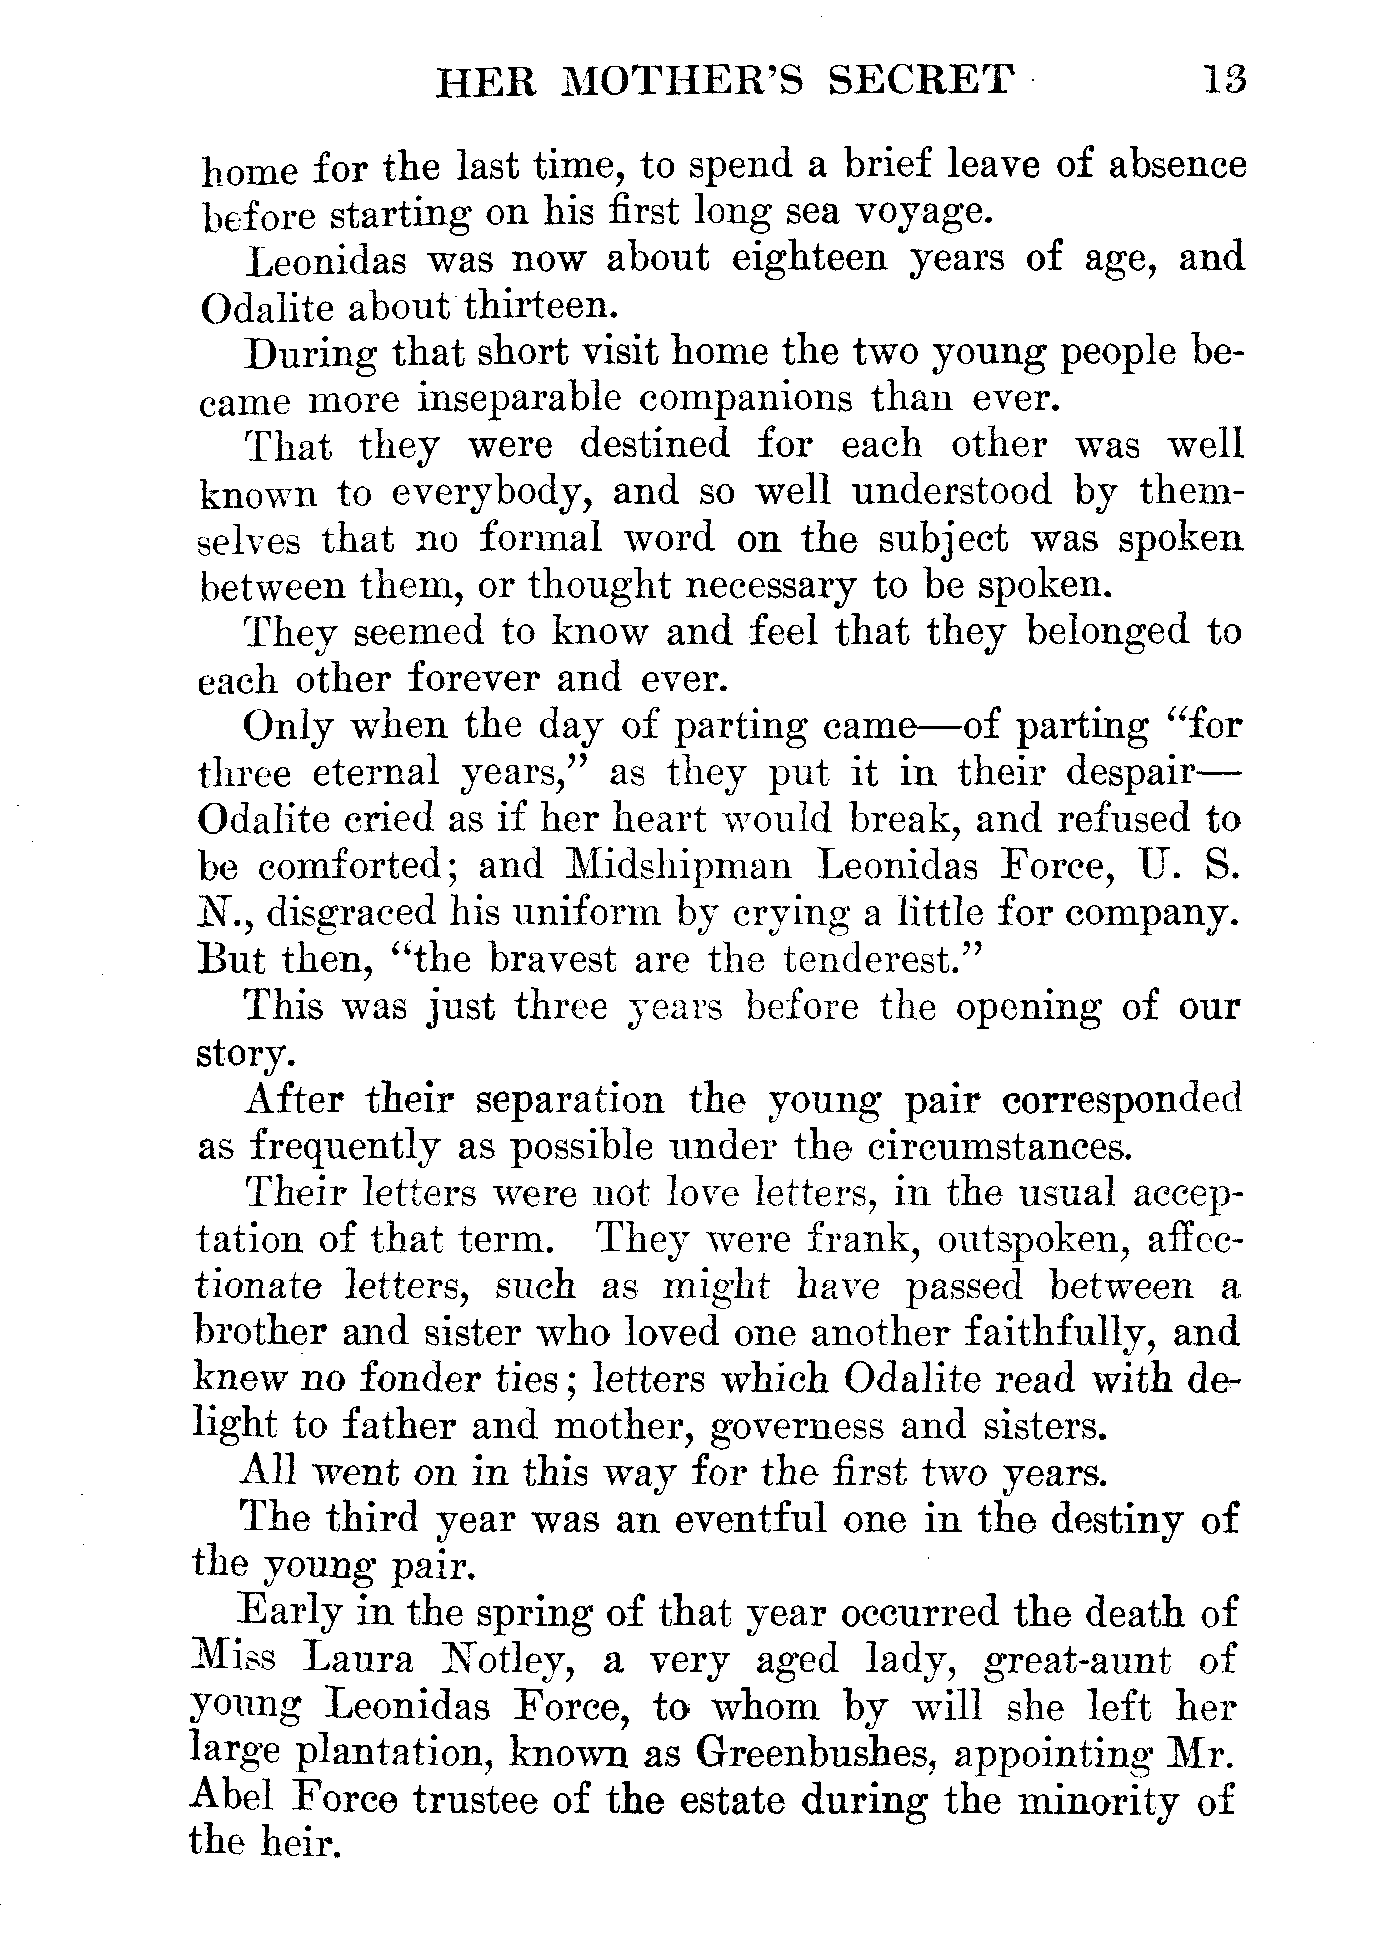 HER MOTHER'S SECRET 13
home for the last time, to spend a brief leave of absence
before starting on his first long sea voyage.
Leonidas was now about eighteen years of age, and
Odalite about thirteen.
During that short visit home the two young people be-
came more inseparable companions than ever.
That they were destined for each other was well
known to everybody, and so well understood by them-
selves that no formal word on the subject was spoken
between them, or thought necessary to be spoken.
They seemed to know and feel that they belonged to
each other forever and ever.
Only when the day of parting came—of parting “for
three eternal years,” as they put it in their despair—
Odalite cried as if her heart would break, and refused to
be comforted; and Midshipman Leonidas Force, U. S.
N., disgraced his uniform by crying a little for company.
But then, “the bravest are the tenderest.”
This was just three years before the opening of our
story.
After their separation the young pair corresponded
as frequently as possible under the circumstances.
Their letters were not love letters, in the usual accep-
tation of that term. They were frank, outspoken, affec-
tionate letters, such as might have passed between a
brother and sister who loved one another faithfully, and
knew no fonder ties; letters which Odalite read with de-
light to father and mother, governess and sisters.
All went on in this way for the first two years.
The third year was an eventful one in the destiny of
the young pair.
Early in the spring of that year occurred the death of
Miss Laura Notley, a very aged lady, great-aunt of
young Leonidas Force, to whom by will she left her
large plantation, known as Greenbushes, appointing Mr.
Abel Force trustee of the estate during the minority of
the heir.